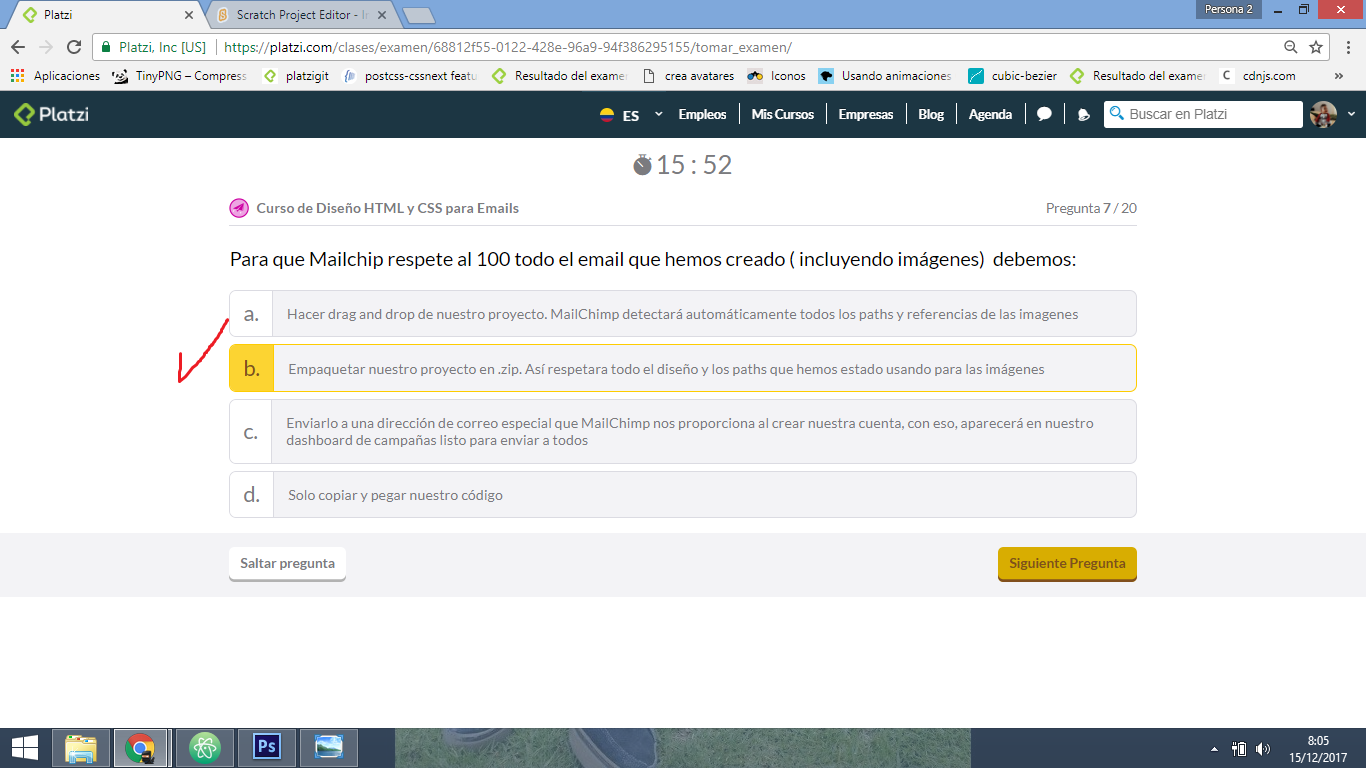 Platzi
Scratch Project Editor - I
Persona 2
Platzi, Inc [US]
https://platzi.com/clases/examen/68812f55-0122-428e-96a9-94f386295155/tomar_examen/
Aplicaciones
TinyPNG – Compress
platzigit
postcss-cssnext featu
Resultado del exame
crea avatares
Iconos
Usando animaciones
cubic-bezier
Resultado del exame
cdnjs.com
»
Platzi
ES
Empleos
Mis Cursos
Empresas
Blog
Agenda
Buscar en Platzi
15 : 52
Curso de Diseño HTML y CSS para Emails
Pregunta 7 / 20
Para que Mailchip respete al 100 todo el email que hemos creado ( incluyendo imágenes) debemos:
a. Hacer drag and drop de nuestro proyecto. MailChimp detectará automáticamente todos los paths y referencias de las imagenes
b. Empaquetar nuestro proyecto en .zip. Así respetara todo el diseño y los paths que hemos estado usando para las imágenes
c. Enviarlo a una dirección de correo especial que MailChimp nos proporciona al crear nuestra cuenta, con eso, aparecerá en nuestro
dashboard de campañas listo para enviar a todos
d. Solo copiar y pegar nuestro código
Saltar pregunta
Siguiente Pregunta
Ps
8:05
15/12/2017